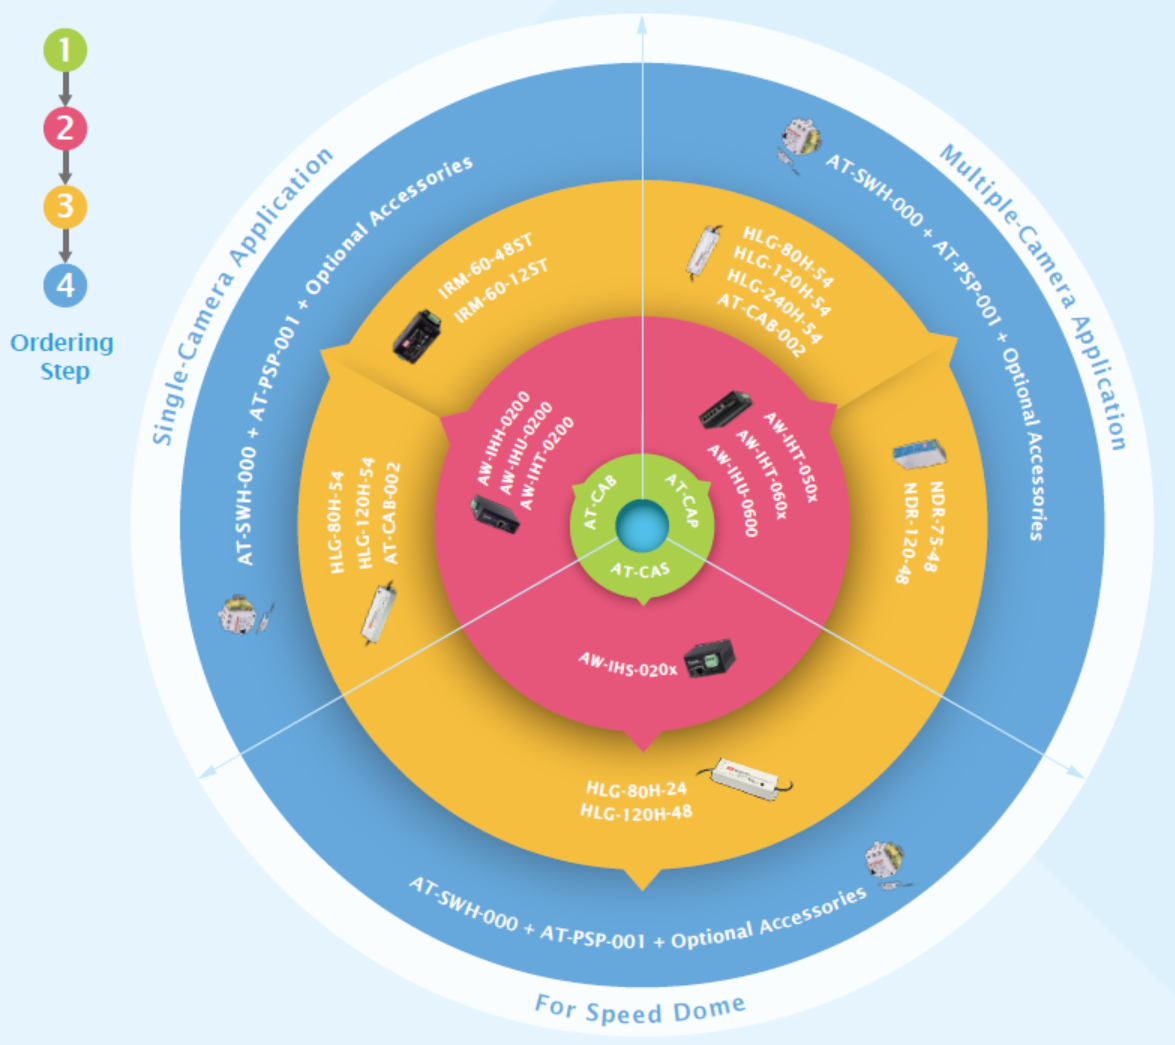 1
2
3
4
Ordering
Step
Single-Camera Application
Multiple-Camera Application
For Speed Dome
AT-SWH-000 + AT-PSP-001 + Optional Accessories
AT-SWH-000 + AT-PSP-001 + Optional Accessories
AT-SWH-000 + AT-PSP-001 + Optional Accessories
IRM-60-48ST
IRM-60-12ST
HLG-80H-54
HLG-120H-54
HLG-240H-54
AT-CAB-002
HLG-80H-54
HLG-120H-54
AT-CAB-002
NDR-75-48
NDR-120-48
HLG-80H-24
HLG-120H-48
AW-IHH-0200
AW-IHU-0200
AW-IHT-0200
AW-IHT-050x
AW-IHT-060x
AW-IHU-0600
AW-IHS-020x
AT-CAB
AT-CAP
AT-CAS